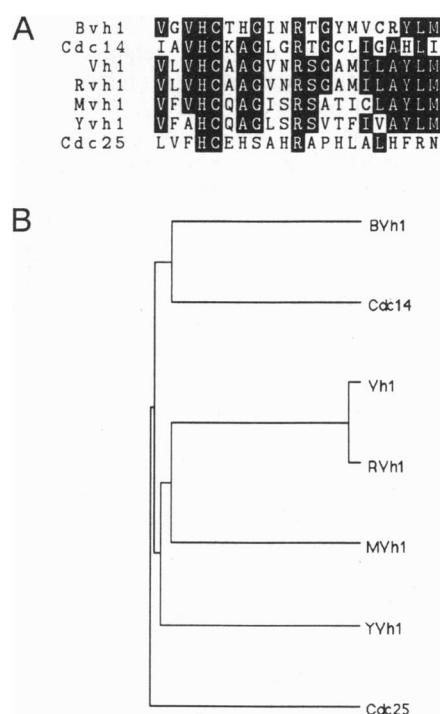 A
Bvh1 VGVHCTHGINRTGYMVCRYLM
Cdc14 IAVHCKAGLGRTGCLIGAHLI
Vh1 VLVHCAAGVNRSGAMILAYLM
Rvh1 VLVHCAAGVNRSGAMILAYLM
Mvh1 VFVHCQAGISRSATICLAYLM
Yvh1 VFAHCQAGLSRSVTFIVAYLM
Cdc25 LVFHCEHSAHRAPHLALHFRN
B
BVh1
Cdc14
Vh1
RVh1
MVh1
YVh1
Cdc25